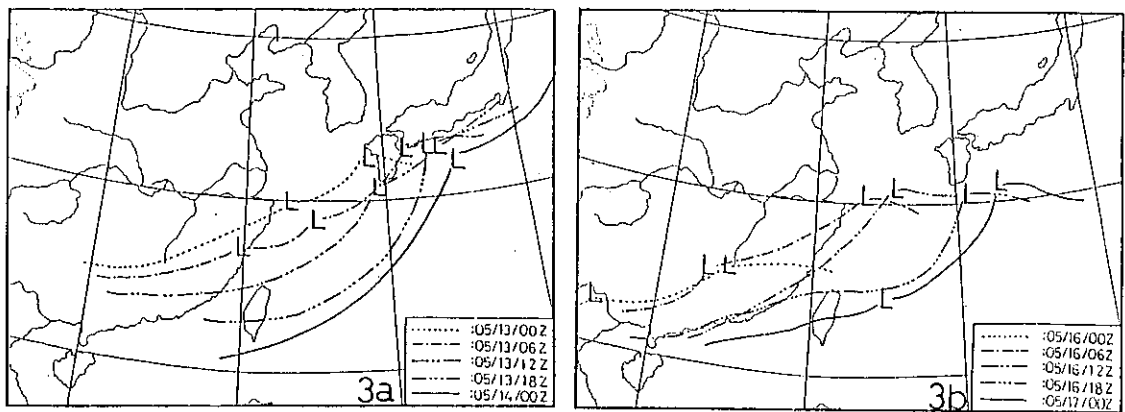 L L L L
L
L
L
L
L
:05/13/00Z
:05/13/06Z
:05/13/12Z
:05/13/18Z
:05/14/00Z
3a
L L L L
L L
L
L
:05/16/00Z
:05/16/06Z
:05/16/12Z
:05/16/18Z
:05/17/00Z
3b